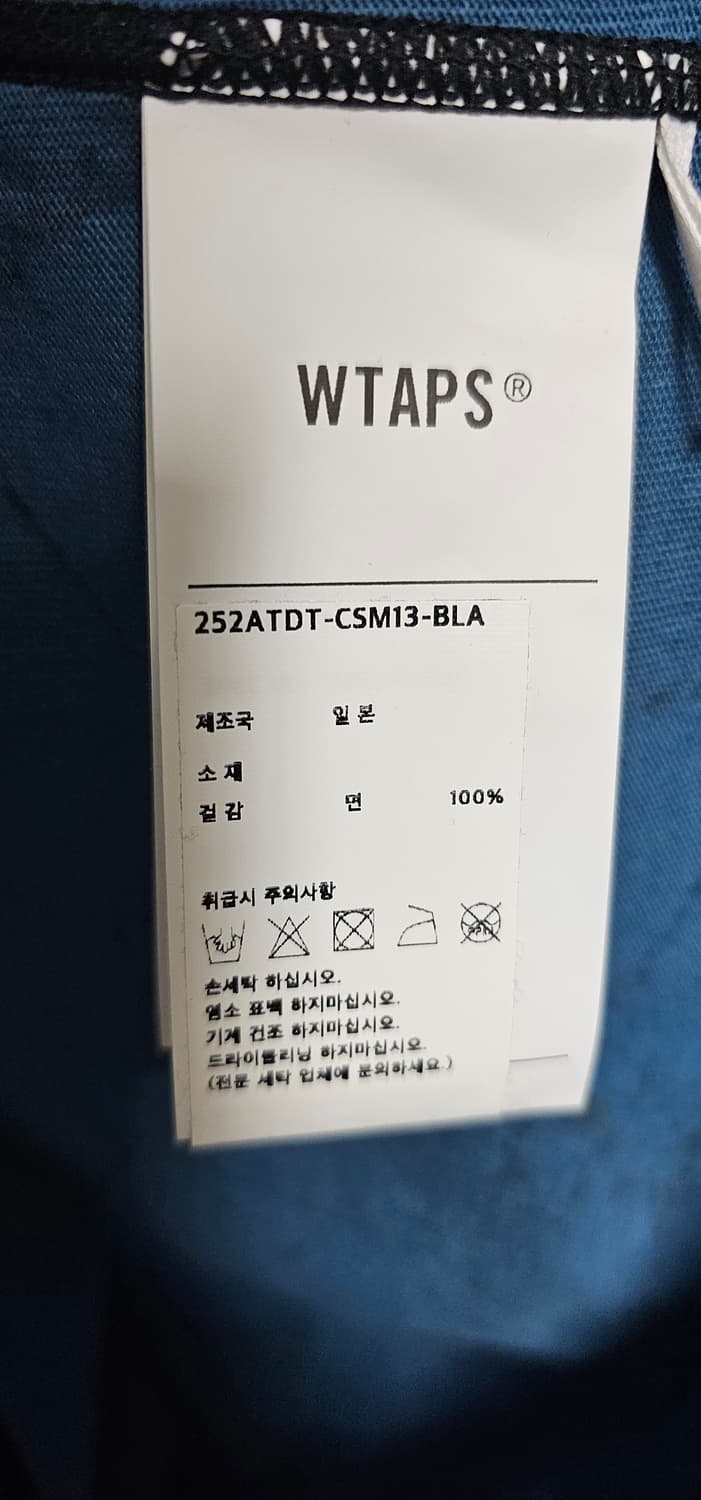 WTAPS®
252ATDT-CSM13-BLA
제조국 일 본
소 재
겉 감 면 100%
취급시 주의사항
손세탁 하십시오.
염소 표백 하지마십시오.
기계 건조 하지마십시오.
드라이클리닝 하지마십시오.
(전문 세탁 업체에 문의하세요.)